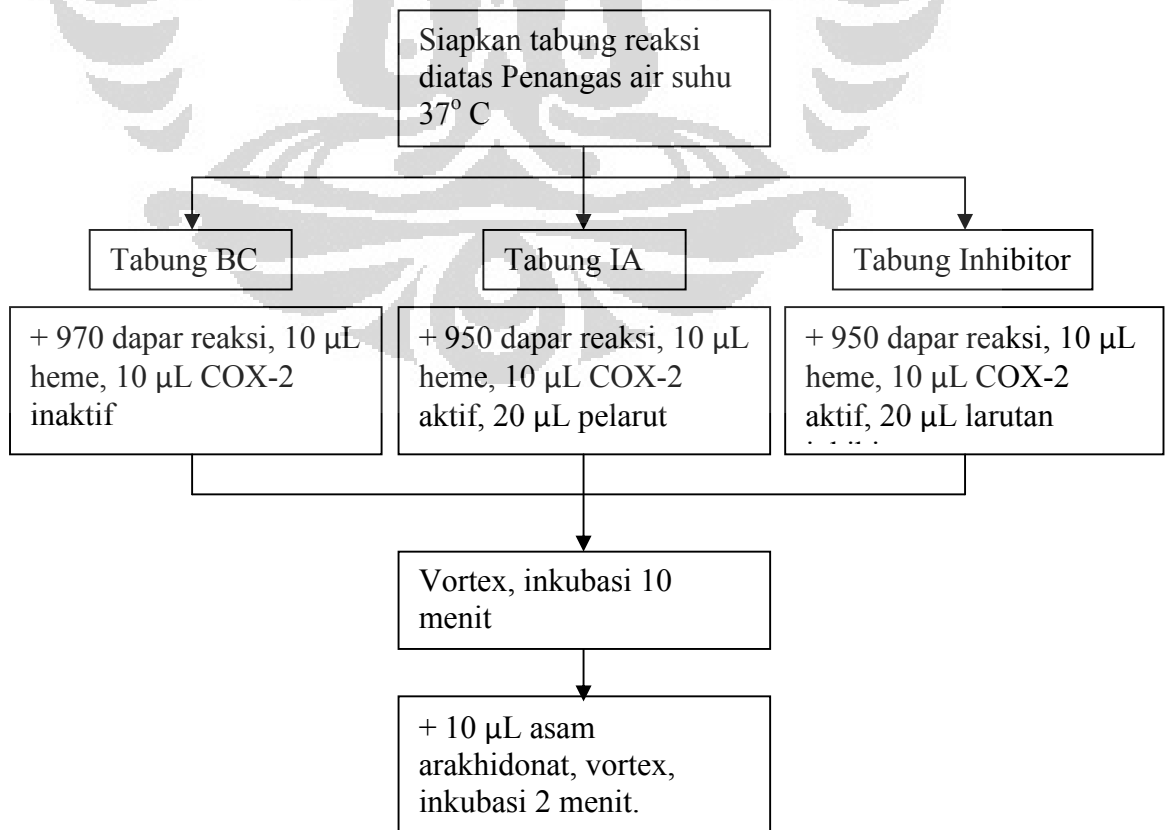 Siapkan tabung reaksi
diatas Penangas air suhu
37° C
Tabung BC
Tabung IA
Tabung Inhibitor
+ 970 dapar reaksi, 10 µL
heme, 10 µL COX-2
inaktif
+ 950 dapar reaksi, 10 µL
heme, 10 µL COX-2
aktif, 20 µL pelarut
+ 950 dapar reaksi, 10 µL
heme, 10 µL COX-2
aktif, 20 µL larutan
Vortex, inkubasi 10
menit
+ 10 µL asam
arakhidonat, vortex,
inkubasi 2 menit.